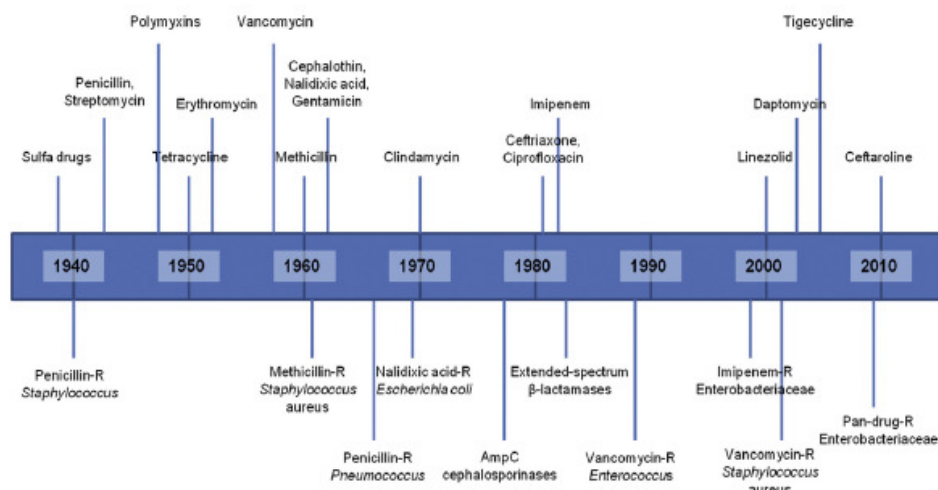 Polymyxins
Vancomycin
Tigecycline
Penicillin,
Streptomycin
Erythromycin
Cephalothin,
Nalidixic acid,
Gentamicin
Imipenem
Daptomycin
Sulfa drugs
Tetracycline
Methicillin
Clindamycin
Ceftriaxone,
Ciprofloxacin
Linezolid
Ceftaroline
1940
1950
1960
1970
1980
1990
2000
2010
Penicillin-R
Staphylococcus
Methicillin-R
Staphylococcus
aureus
Nalidixic acid-R
Escherichia coli
Extended-spectrum
β-lactamases
Imipenem-R
Enterobacteriaceae
Penicillin-R
Pneumococcus
AmpC
cephalosporinases
Vancomycin-R
Enterococcus
Vancomycin-R
Staphylococcus
aureus
Pan-drug-R
Enterobacteriaceae